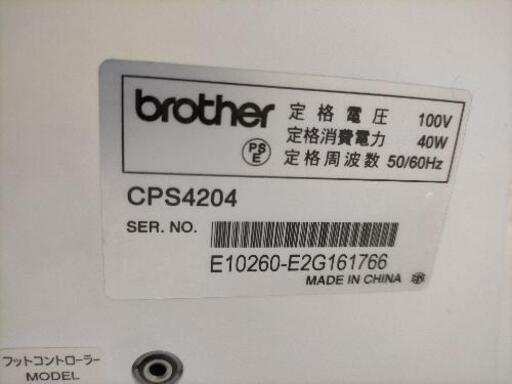 brother
定格電圧 100V
定格消費電力 40W
PS
E
定格周波数 50/60Hz
CPS4204
SER. NO.
E10260-E2G161766
MADE IN CHINA
フットコントローラー
MODEL